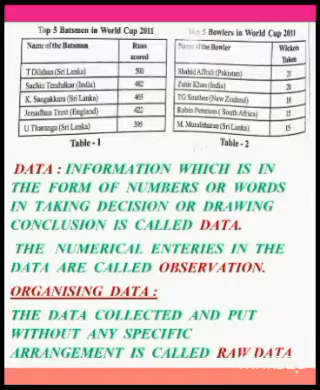 Top 5 Batsmen in World Cup 2011
Name of the Batsman Runs scored
T Dilshan (Sri Lanka) 500
Sachin Tendulkar (India) 482
K. Sangakkara (Sri Lanka) 465
Jonathan Trott (England) 422
U Tharanga (Sri Lanka) 395
Table - 1
Top 5 Bowlers in World Cup 2011
Name of the Bowler Wickets Taken
Shahid Affridi (Pakistan) 21
Zahir Khan (India) 21
TG Southee (New Zealand) 18
Robin Peterson ( South Africa) 15
M. Muralitharan (Sri Lanka) 15
Table - 2
DATA : INFORMATION WHICH IS IN
THE FORM OF NUMBERS OR WORDS
IN TAKING DECISION OR DRAWING
CONCLUSION IS CALLED DATA.
THE NUMERICAL ENTERIES IN THE
DATA ARE CALLED OBSERVATION.
ORGANISING DATA :
THE DATA COLLECTED AND PUT
WITHOUT ANY SPECIFIC
ARRANGEMENT IS CALLED RAW DATA